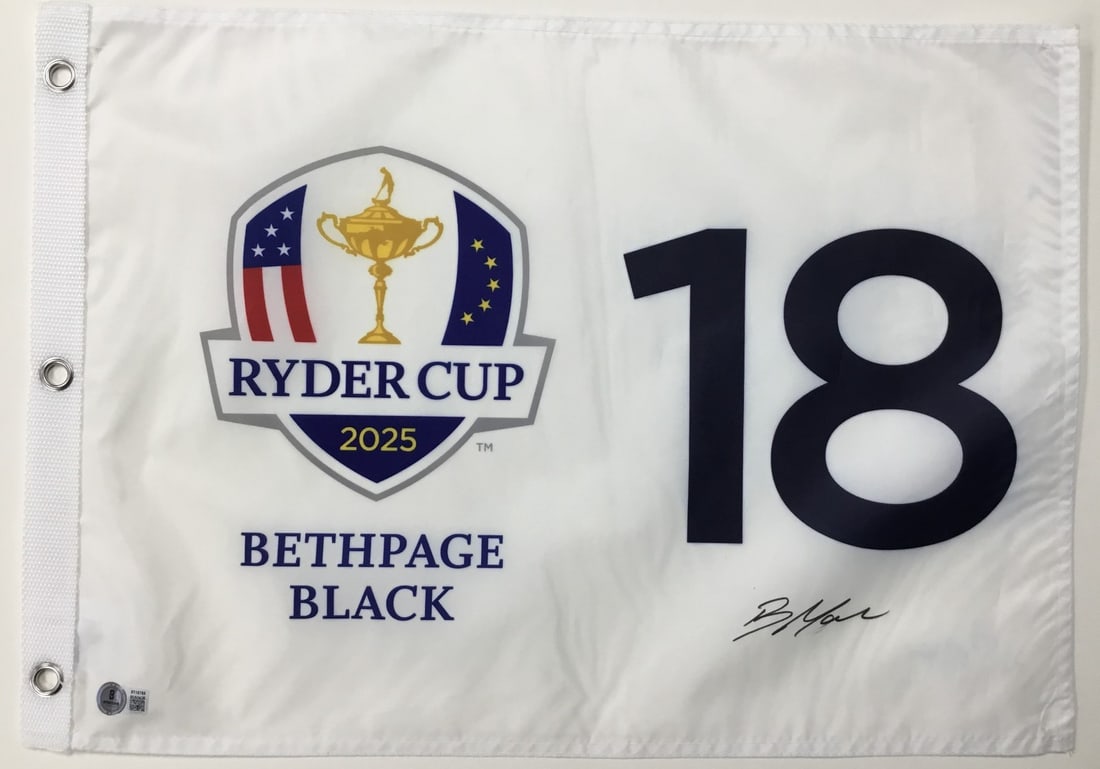 RYDER CUP
2025
TM
BETHPAGE
BLACK
18